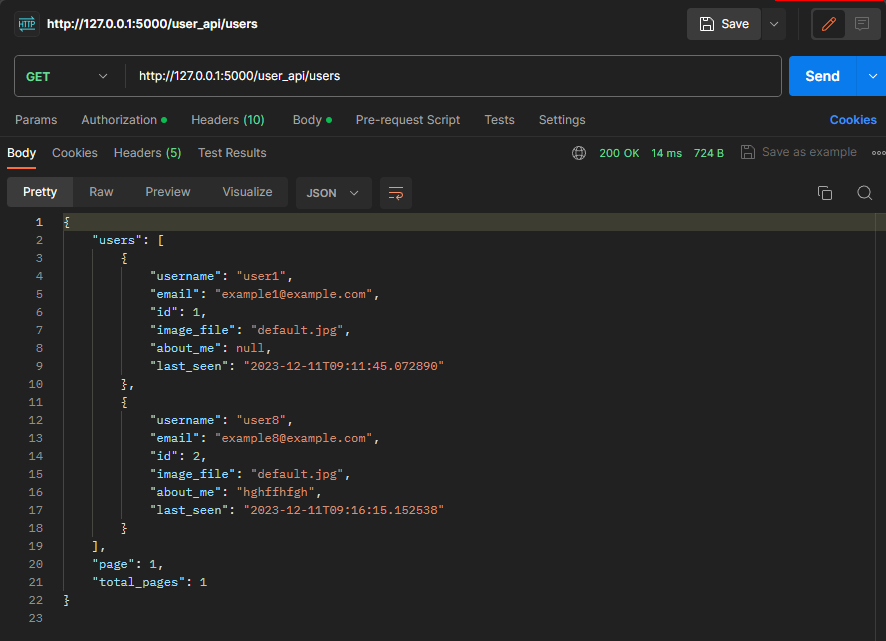 HTTP http://127.0.0.1:5000/user_api/users Save
GET http://127.0.0.1:5000/user_api/users Send
Params Authorization Headers (10) Body Pre-request Script Tests Settings Cookies
Body Cookies Headers (5) Test Results 200 OK 14 ms 724 B Save as example
Pretty Raw Preview Visualize JSON
1 {
2 "users": [
3 {
4 "username": "user1",
5 "email": "example1@example.com",
6 "id": 1,
7 "image_file": "default.jpg",
8 "about_me": null,
9 "last_seen": "2023-12-11T09:11:45.072890"
10 },
11 {
12 "username": "user8",
13 "email": "example8@example.com",
14 "id": 2,
15 "image_file": "default.jpg",
16 "about_me": "hghffhfgh",
17 "last_seen": "2023-12-11T09:16:15.152538"
18 }
19 ],
20 "page": 1,
21 "total_pages": 1
22 }
23